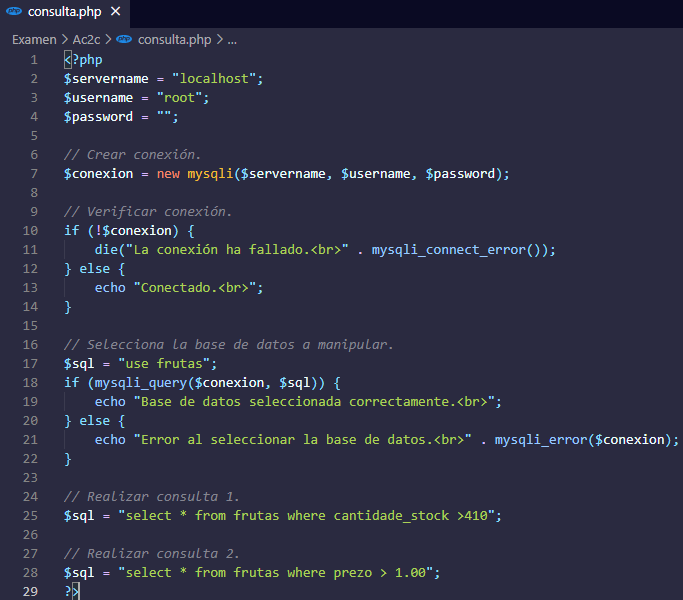 php consulta.php ×
Examen > Ac2c > php consulta.php > ...
1 <?php
2 $servername = "localhost";
3 $username = "root";
4 $password = "";
5
6 // Crear conexión.
7 $conexion = new mysqli($servername, $username, $password);
8
9 // Verificar conexión.
10 if (!$conexion) {
11 die("La conexión ha fallado.<br>" . mysqli_connect_error());
12 } else {
13 echo "Conectado.<br>";
14 }
15
16 // Selecciona la base de datos a manipular.
17 $sql = "use frutas";
18 if (mysqli_query($conexion, $sql)) {
19 echo "Base de datos seleccionada correctamente.<br>";
20 } else {
21 echo "Error al seleccionar la base de datos.<br>" . mysqli_error($conexion);
22 }
23
24 // Realizar consulta 1.
25 $sql = "select * from frutas where cantidade_stock >410";
26
27 // Realizar consulta 2.
28 $sql = "select * from frutas where prezo > 1.00";
29 ?>